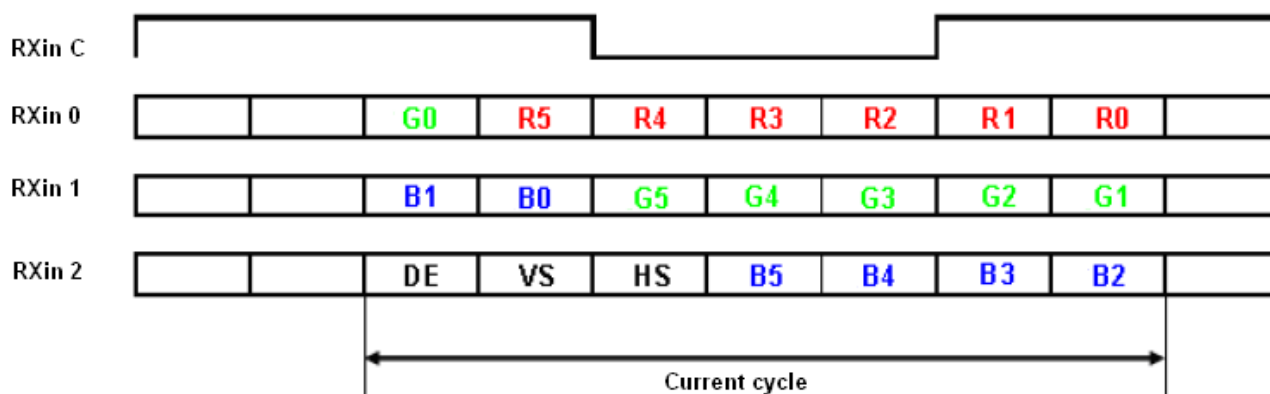 RXin C
RXin 0 G0 R5 R4 R3 R2 R1 R0
RXin 1 B1 B0 G5 G4 G3 G2 G1
RXin 2 DE VS HS B5 B4 B3 B2
Current cycle